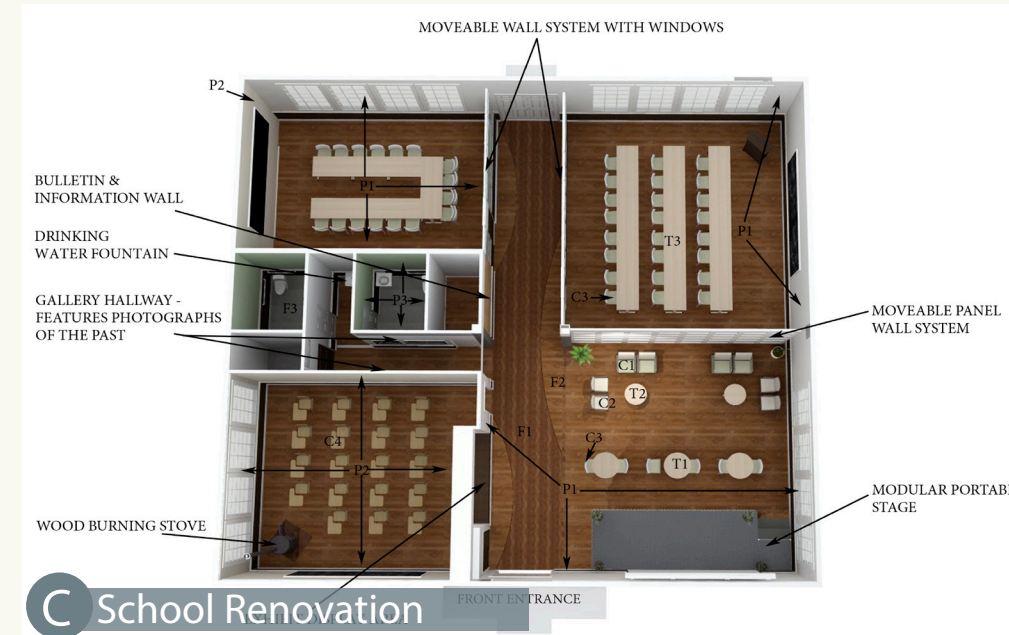 MOVEABLE WALL SYSTEM WITH WINDOWS
P2
BULLETIN &
INFORMATION WALL
DRINKING
WATER FOUNTAIN
GALLERY HALLWAY -
FEATURES PHOTOGRAPHS
OF THE PAST
WOOD BURNING STOVE
P1
F3
P3
C4
P2
F1
F2
T3
P1
C3
C1
T2
C2
C3
T1
P1
MOVEABLE PANEL
WALL SYSTEM
MODULAR PORTAB
STAGE
FRONT ENTRANCE
C School Renovation